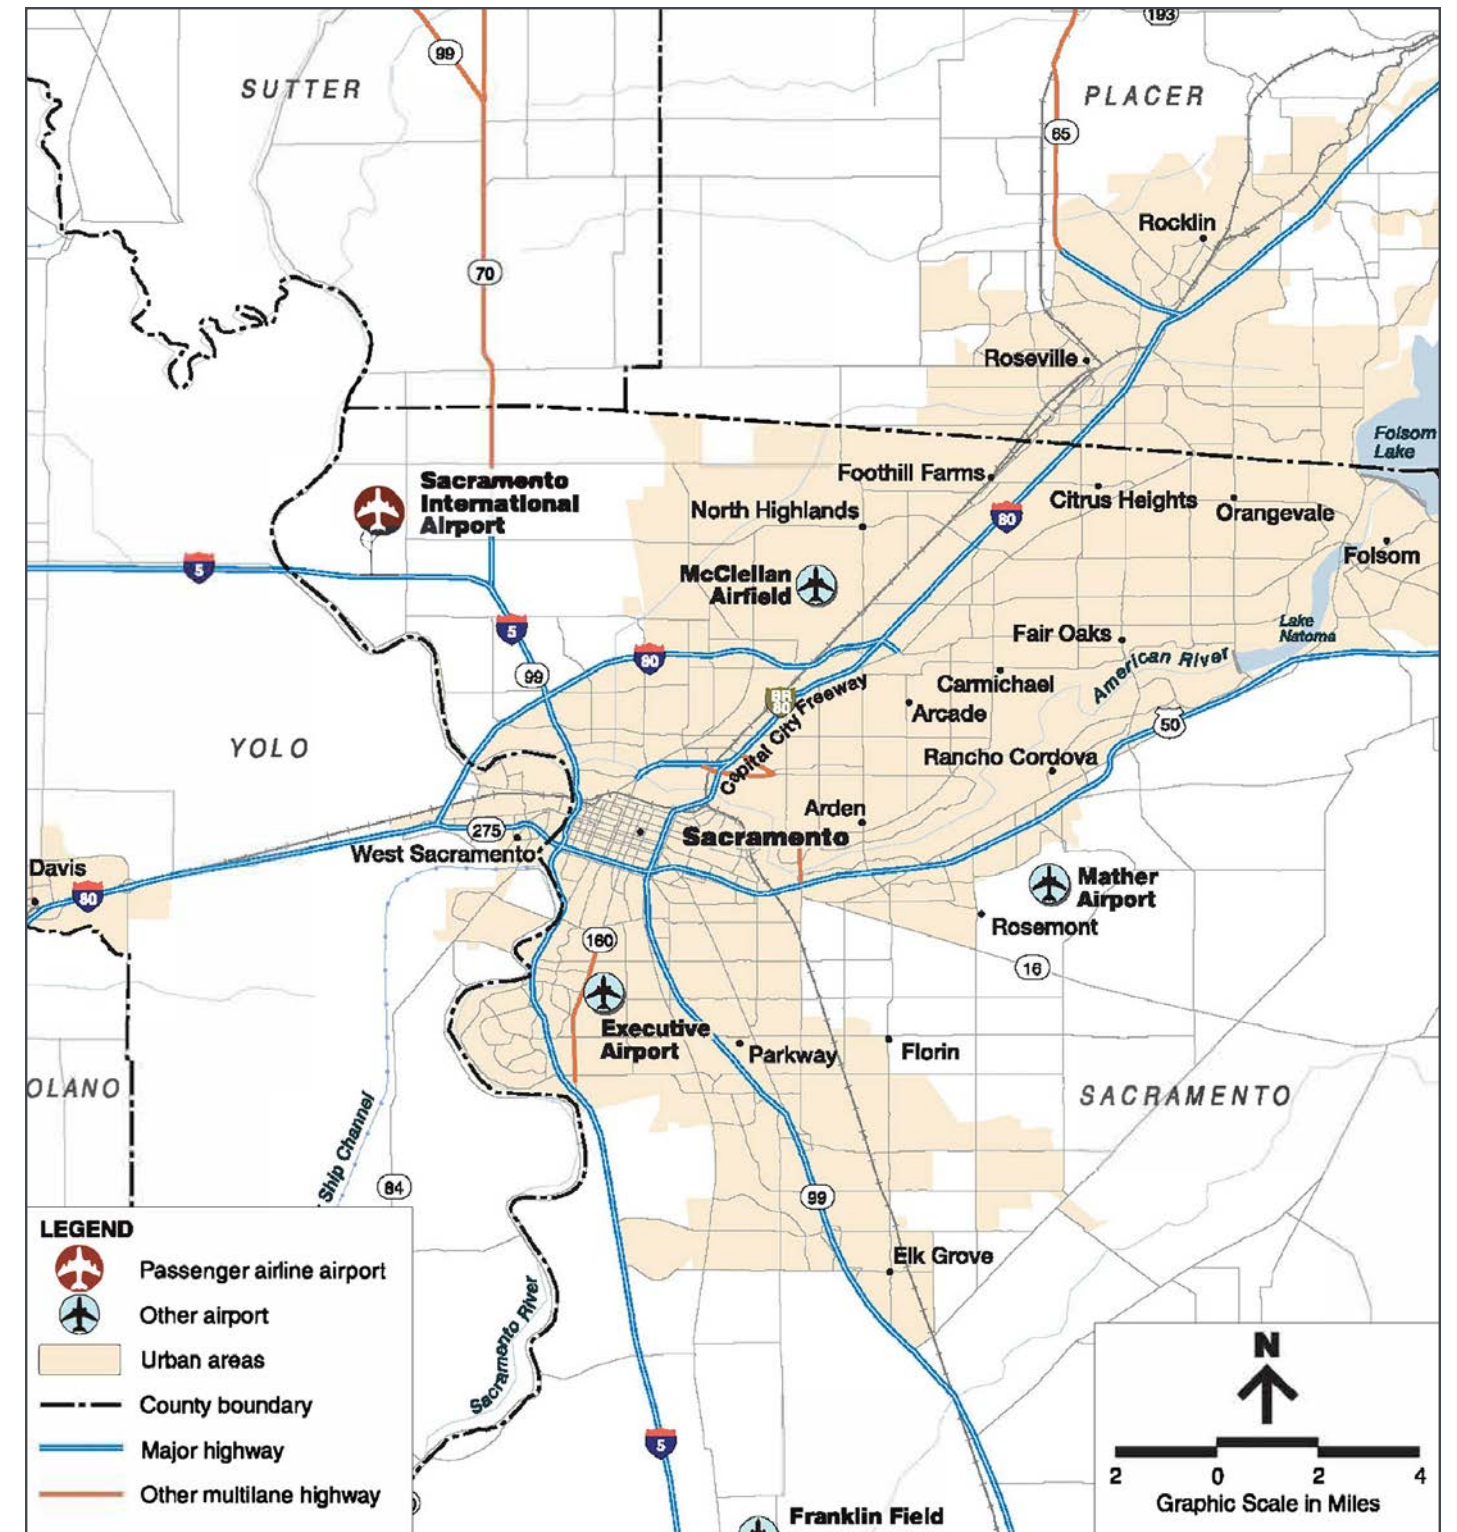 193
99
SUTTER
PLACER
65
Rocklin
70
Roseville
Folsom
Lake
Foothill Farms
Sacramento
International
Airport
Citrus Heights
Orangevale
North Highlands
80
Folsom
5
McClellan
Airfield
5
Fair Oaks
Lake
Natoma
80
American River
99
Carmichael
BR
80
Capital City Freeway
Arcade
50
YOLO
Rancho Cordova
Arden
275
Sacramento
West Sacramento
Davis
80
Mather
Airport
Rosemont
160
16
Executive
Airport
Parkway
Florin
OLANO
SACRAMENTO
Ship Channel
84
99
Elk Grove
Sacramento River
5
Franklin Field
LEGEND
Passenger airline airport
Other airport
Urban areas
County boundary
Major highway
Other multilane highway
N
2 0 2 4
Graphic Scale in Miles